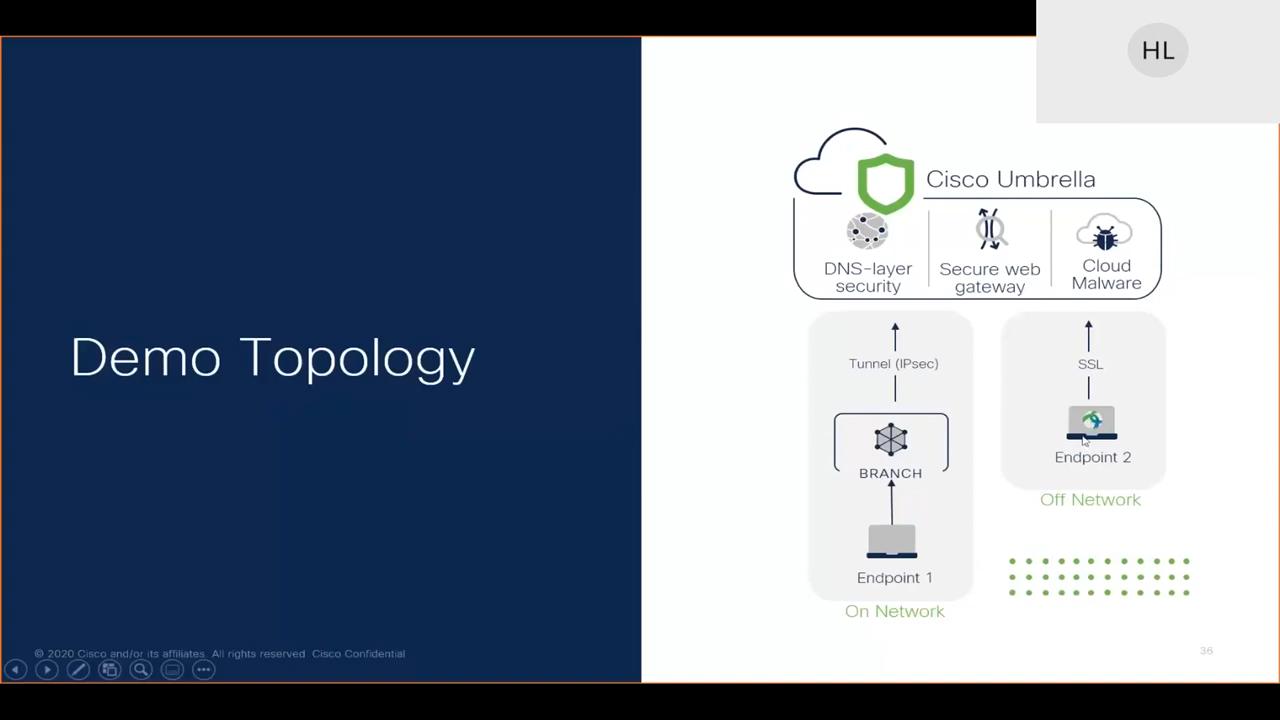 HL
Demo Topology
Cisco Umbrella
DNS-layer
security
Secure web
gateway
Cloud
Malware
Tunnel (IPsec)
BRANCH
Endpoint 1
On Network
SSL
Endpoint 2
Off Network
© 2020 Cisco and/or its affiliates. All rights reserved. Cisco Confidential
36